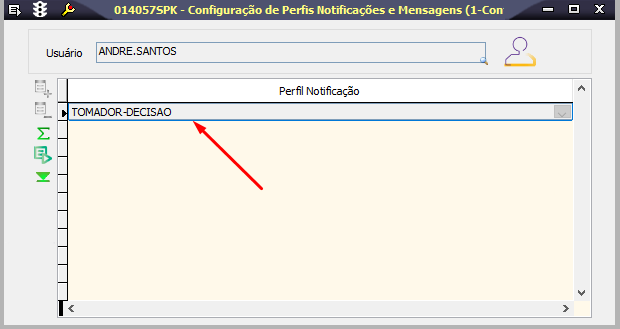 014057SPK - Configuração de Perfis Notificações e Mensagens (1-Con
Usuário
ANDRE.SANTOS
Perfil Notificação
TOMADOR-DECISAO